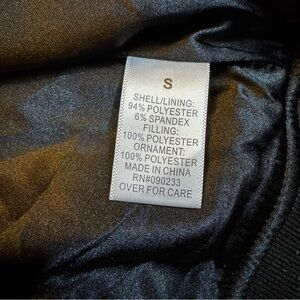 S
SHELL/LINING:
94% POLYESTER
6% SPANDEX
FILLING:
100% POLYESTER
ORNAMENT:
100% POLYESTER
MADE IN CHINA
RN#090233
OVER FOR CARE